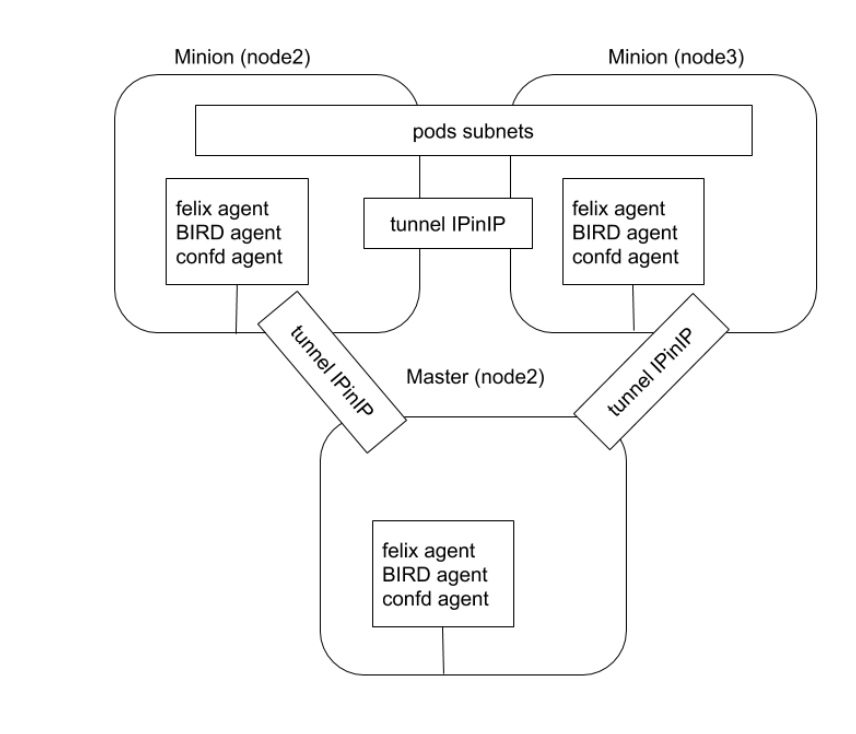 Minion (node2)
Minion (node3)
pods subnets
felix agent
BIRD agent
confd agent
tunnel IPinIP
felix agent
BIRD agent
confd agent
tunnel IPinIP
tunnel IPinIP
Master (node2)
felix agent
BIRD agent
confd agent